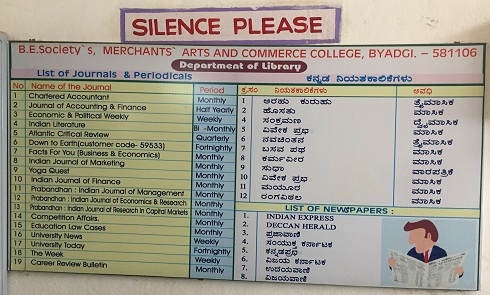 SILENCE PLEASE
B.E.Society`s, MERCHANTS` ARTS AND COMMERCE COLLEGE, BYADGI. – 581106
Department of Library
List of Journals & Periodicals
No Name of the Journal Period
1 Chartered Accountant Monthly
2 Journal of Accounting & Finance Half Yearly
3 Economic & Political Weekly Weekly
4 Indian Literature Bi -Monthly
5 Atlantic Critical Review Quarterly
6 Down to Earth(customer code- 59533) Fortnightly
7 Facts For You (Business & Economics) Monthly
8 Indian Journal of Marketing Monthly
9 Yoga Quest Monthly
10 Indian Journal of Finance Monthly
11 Prabandhan : Indian Journal of Management Monthly
12 Prabandhan : Indian Journal of Economics & Research Monthly
13 Prabandhan : Indian Journal of Research in Capital Markets Monthly
14 Competition Affairs. Monthly
15 Education Law Cases Monthly
16 University News Weekly
17 University Today Fortnightly
18 The Week Weekly
9 Career Review Bulletin Monthly
ಕನ್ನಡ ನಿಯತಕಾಲಿಕೆಗಳು
ಕ್ರ.ಸಂ ನಿಯತಕಾಲಿಕೆಗಳು ಅವಧಿ
1 ಅರಹು ಕುರುಹು ತ್ರೈಮಾಸಿಕ
2 ಹೊಸತು ಮಾಸಿಕ
4 ಸಂಕ್ರಮಣ ದ್ವೈಮಾಸಿಕ
5 ವಿವೇಕ ಪ್ರಭ ಮಾಸಿಕ
6 ನವಚಿಂತನ ತ್ರೈಮಾಸಿಕ
7 ಬಸವ ಪಥ ಮಾಸಿಕ
8 ಕರ್ಮವೀರ ಮಾಸಿಕ
9 ಸುಧಾ ವಾರಪತ್ರಿಕೆ
10 ವಿವೇಕ ಪ್ರಭ ಮಾಸಿಕ
11 ಮಯೂರ ಮಾಸಿಕ
12 ರಂಗವಿಠಲ ಮಾಸಿಕ
LIST OF NEWSPAPERS :
1. INDIAN EXPRESS
2. DECCAN HERALD
3. ಪ್ರಜಾವಾಣಿ
4. ಸಂಯುಕ್ತ ಕರ್ನಾಟಕ
5. ಕನ್ನಡಪ್ರಭ
6. ವಿಜಯ ಕರ್ನಾಟಕ
7. ಉದಯವಾಣಿ
8. ವಿಜಯವಾಣಿ